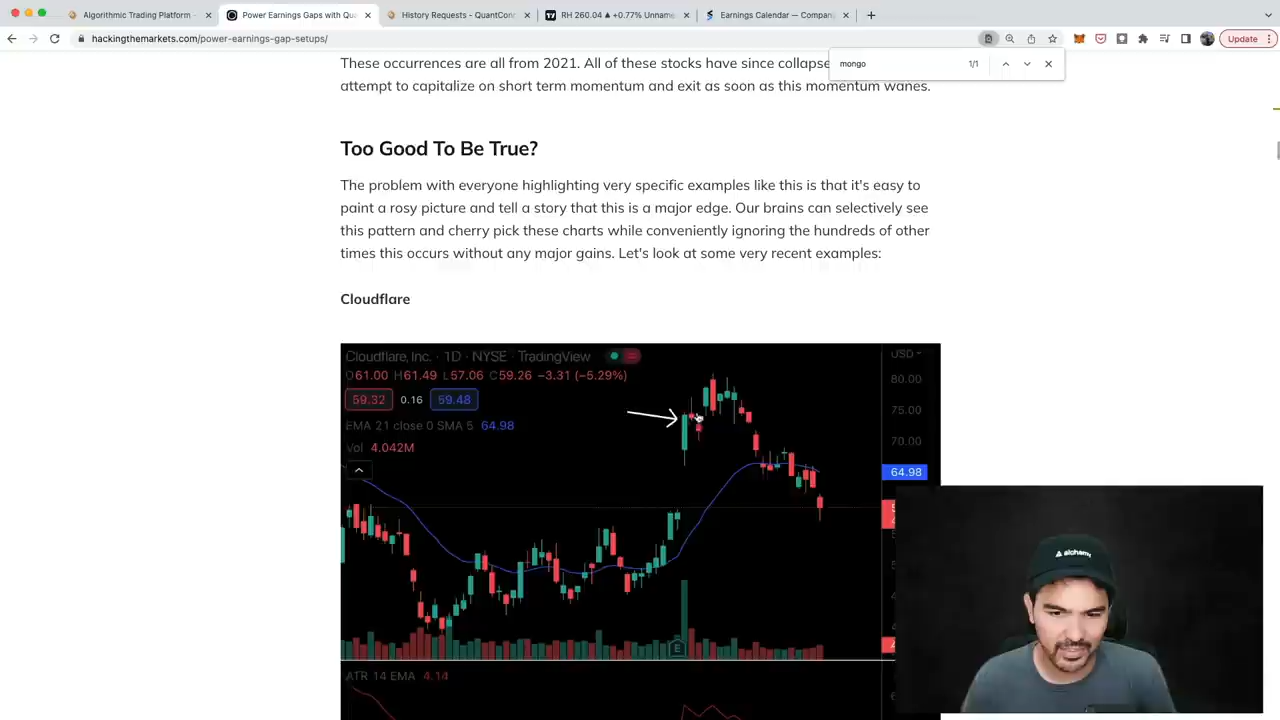 Algorithmic Trading Platform -
Power Earnings Gaps with Qu
History Requests - QuantConn
RH 260.04 ▲ +0.77% Unname
Earnings Calendar — Compan
hackingthemarkets.com/power-earnings-gap-setups/
Update
mongo
1/1
These occurrences are all from 2021. All of these stocks have since collapse
attempt to capitalize on short term momentum and exit as soon as this momentum wanes.
Too Good To Be True?
The problem with everyone highlighting very specific examples like this is that it's easy to
paint a rosy picture and tell a story that this is a major edge. Our brains can selectively see
this pattern and cherry pick these charts while conveniently ignoring the hundreds of other
times this occurs without any major gains. Let's look at some very recent examples:
Cloudflare
Cloudflare, Inc. · 1D · NYSE · TradingView
USD
O61.00 H61.49 L57.06 C59.26 −3.31 (−5.29%)
80.00
59.32 0.16 59.48
75.00
EMA 21 close 0 SMA 5 64.98
70.00
Vol 4.042M
64.98
E
ATR 14 EMA 4.14
alchemy